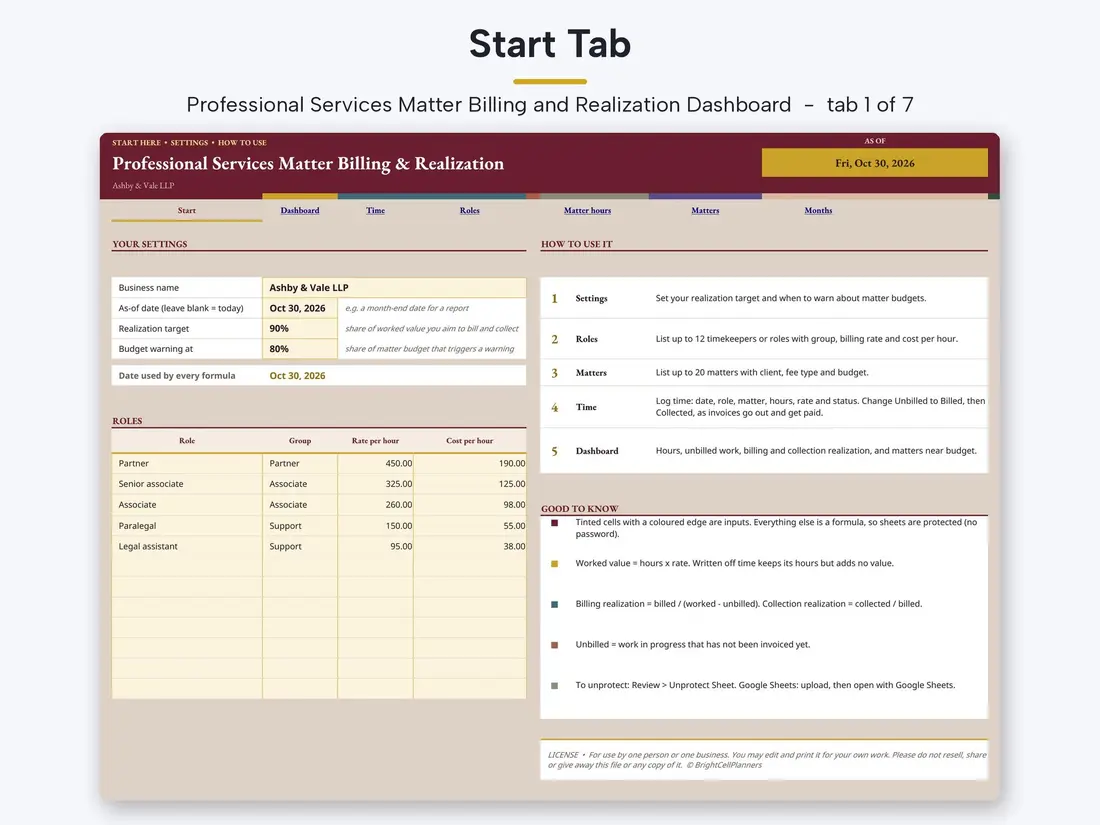 Start Tab
Professional Services Matter Billing and Realization Dashboard - tab 1 of 7
START HERE • SETTINGS • HOW TO USE
AS OF
Professional Services Matter Billing & Realization
Fri, Oct 30, 2026
Ashby & Vale LLP
Start Dashboard Time Roles Matter hours Matters Months
YOUR SETTINGS
Business name Ashby & Vale LLP
As-of date (leave blank = today) Oct 30, 2026 e.g. a month-end date for a report
Realization target 90% share of worked value you aim to bill and collect
Budget warning at 80% share of matter budget that triggers a warning
Date used by every formula Oct 30, 2026
ROLES
Role Group Rate per hour Cost per hour
Partner Partner 450.00 190.00
Senior associate Associate 325.00 125.00
Associate Associate 260.00 98.00
Paralegal Support 150.00 55.00
Legal assistant Support 95.00 38.00
HOW TO USE IT
1 Settings Set your realization target and when to warn about matter budgets.
2 Roles List up to 12 timekeepers or roles with group, billing rate and cost per hour.
3 Matters List up to 20 matters with client, fee type and budget.
4 Time Log time: date, role, matter, hours, rate and status. Change Unbilled to Billed, then
Collected, as invoices go out and get paid.
5 Dashboard Hours, unbilled work, billing and collection realization, and matters near budget.
GOOD TO KNOW
Tinted cells with a coloured edge are inputs. Everything else is a formula, so sheets are protected (no
password).
Worked value = hours x rate. Written off time keeps its hours but adds no value.
Billing realization = billed / (worked - unbilled). Collection realization = collected / billed.
Unbilled = work in progress that has not been invoiced yet.
To unprotect: Review > Unprotect Sheet. Google Sheets: upload, then open with Google Sheets.
LICENSE • For use by one person or one business. You may edit and print it for your own work. Please do not resell, share
or give away this file or any copy of it. © BrightCellPlanners